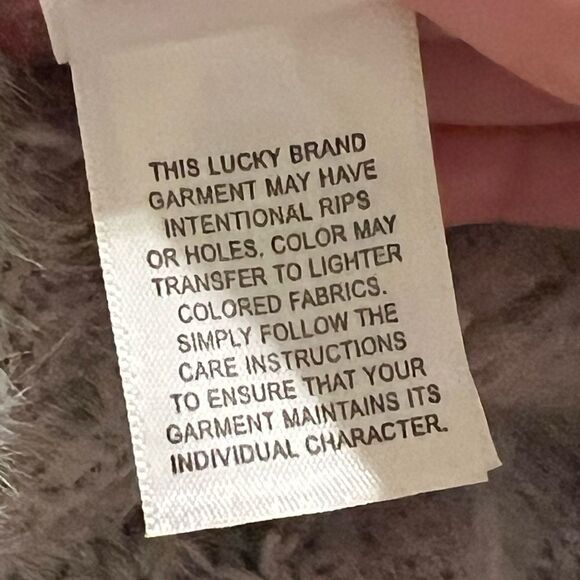 THIS LUCKY BRAND
GARMENT MAY HAVE
INTENTIONAL RIPS
OR HOLES, COLOR MAY
TRANSFER TO LIGHTER
COLORED FABRICS.
SIMPLY FOLLOW THE
CARE INSTRUCTIONS
TO ENSURE THAT YOUR
GARMENT MAINTAINS ITS
INDIVIDUAL CHARACTER.